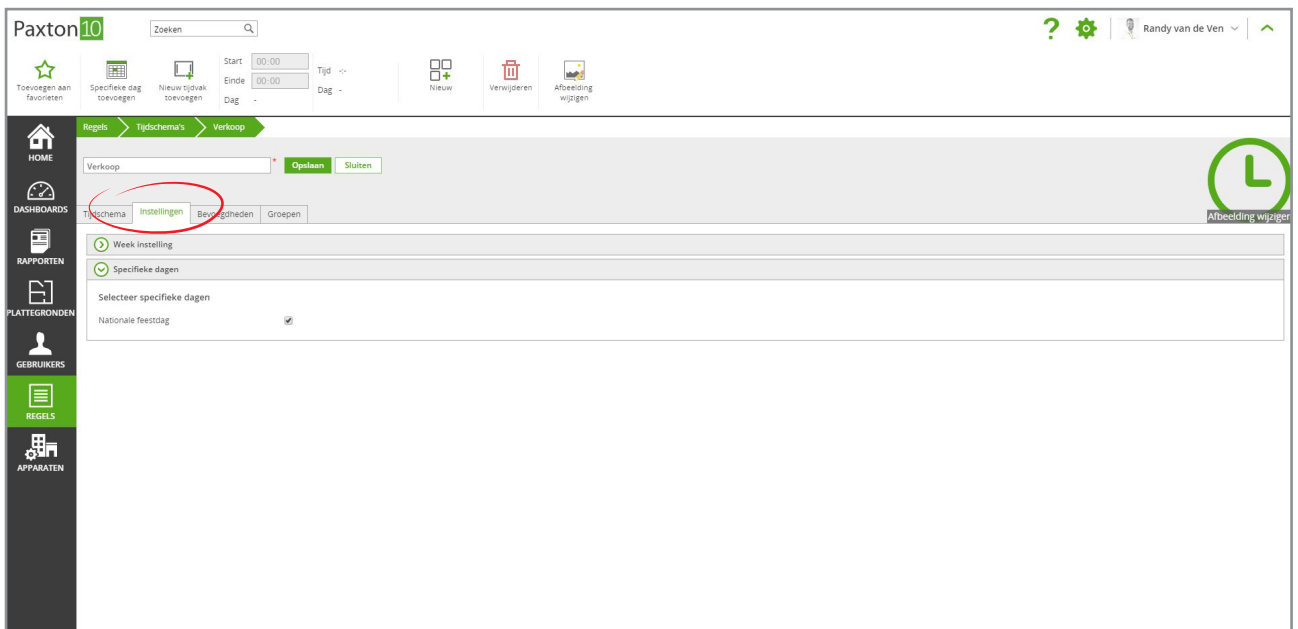 Paxton10
Zoeken
?
Randy van de Ven
Toevoegen aan
favorieten
Specifieke dag
toevoegen
Nieuw tijdvak
toevoegen
Start 00:00
Einde 00:00
Dag -
Tijd -:-
Dag -
Nieuw
Verwijderen
Afbeelding
wijzigen
HOME
DASHBOARDS
RAPPORTEN
PLATTEGRONDEN
GEBRUIKERS
REGELS
APPARATEN
Regels Tijdschema's Verkoop
Verkoop * Opslaan Sluiten
Afbeelding wijziger
Tijdschema Instellingen Bevoegdheden Groepen
Week instelling
Specifieke dagen
Selecteer specifieke dagen
Nationale feestdag